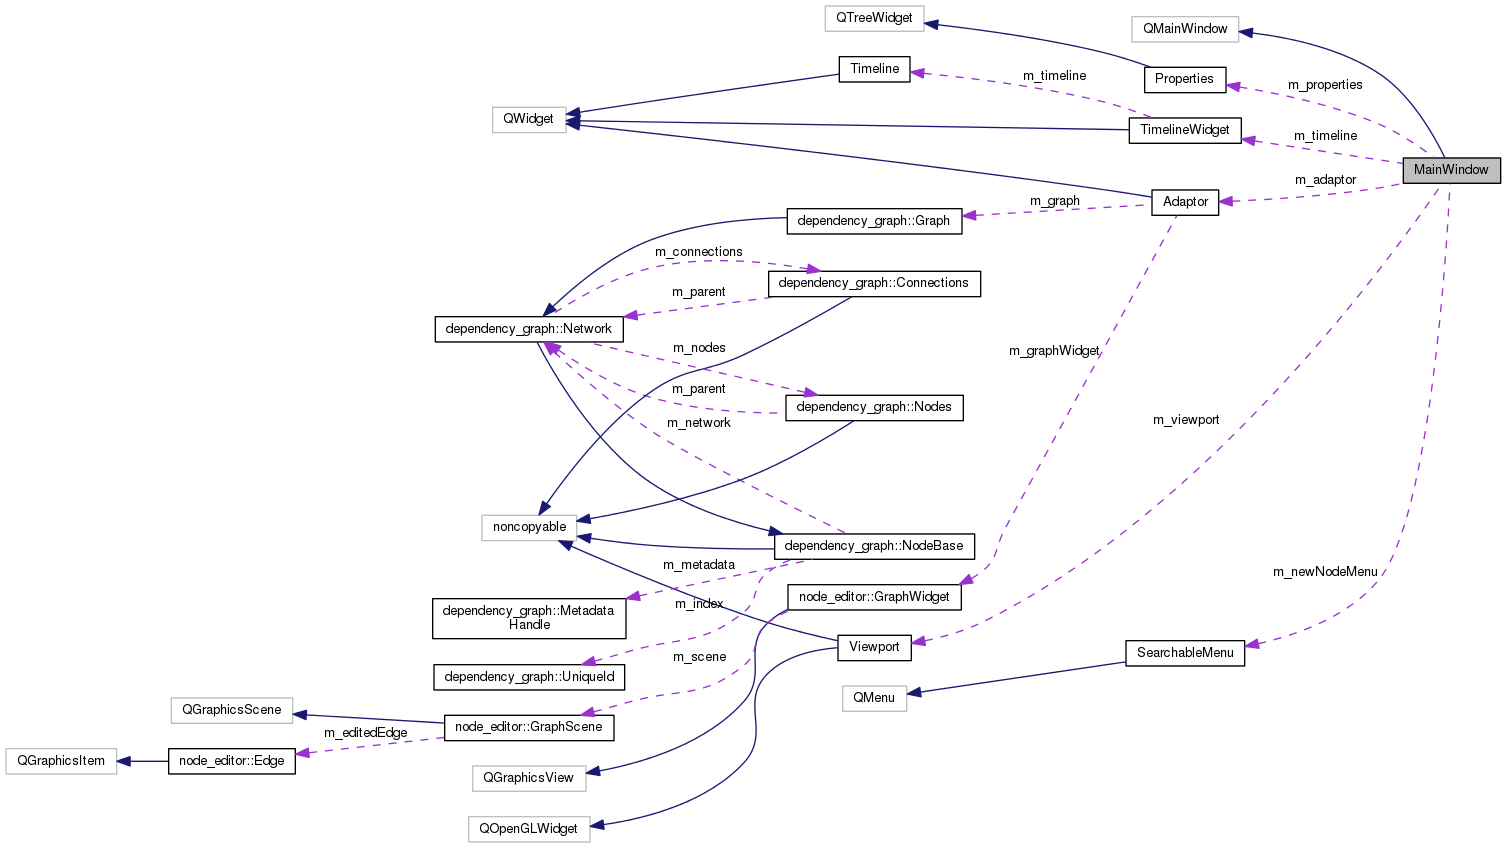 QTreeWidget
QMainWindow
Timeline
m_timeline
Properties
m_properties
QWidget
TimelineWidget
m_timeline
MainWindow
m_adaptor
Adaptor
m_graph
dependency_graph::Graph
m_connections
dependency_graph::Connections
m_parent
dependency_graph::Network
m_nodes
m_graphWidget
m_parent
dependency_graph::Nodes
m_network
m_viewport
noncopyable
dependency_graph::NodeBase
m_metadata
m_newNodeMenu
node_editor::GraphWidget
m_index
dependency_graph::Metadata
Handle
Viewport
SearchableMenu
m_scene
dependency_graph::UniqueId
QMenu
QGraphicsScene
node_editor::GraphScene
m_editedEdge
QGraphicsItem
node_editor::Edge
QGraphicsView
QOpenGLWidget